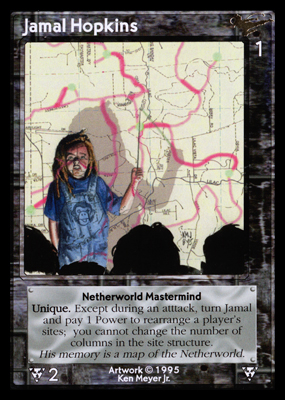 Jamal Hopkins
1
Netherworld Mastermind
Unique. Except during an atttack, turn Jamal
and pay 1 Power to rearrange a player's
sites; you cannot change the number of
columns in the site structure.
His memory is a map of the Netherworld.
2
Artwork © 1995
Ken Meyer Jr.